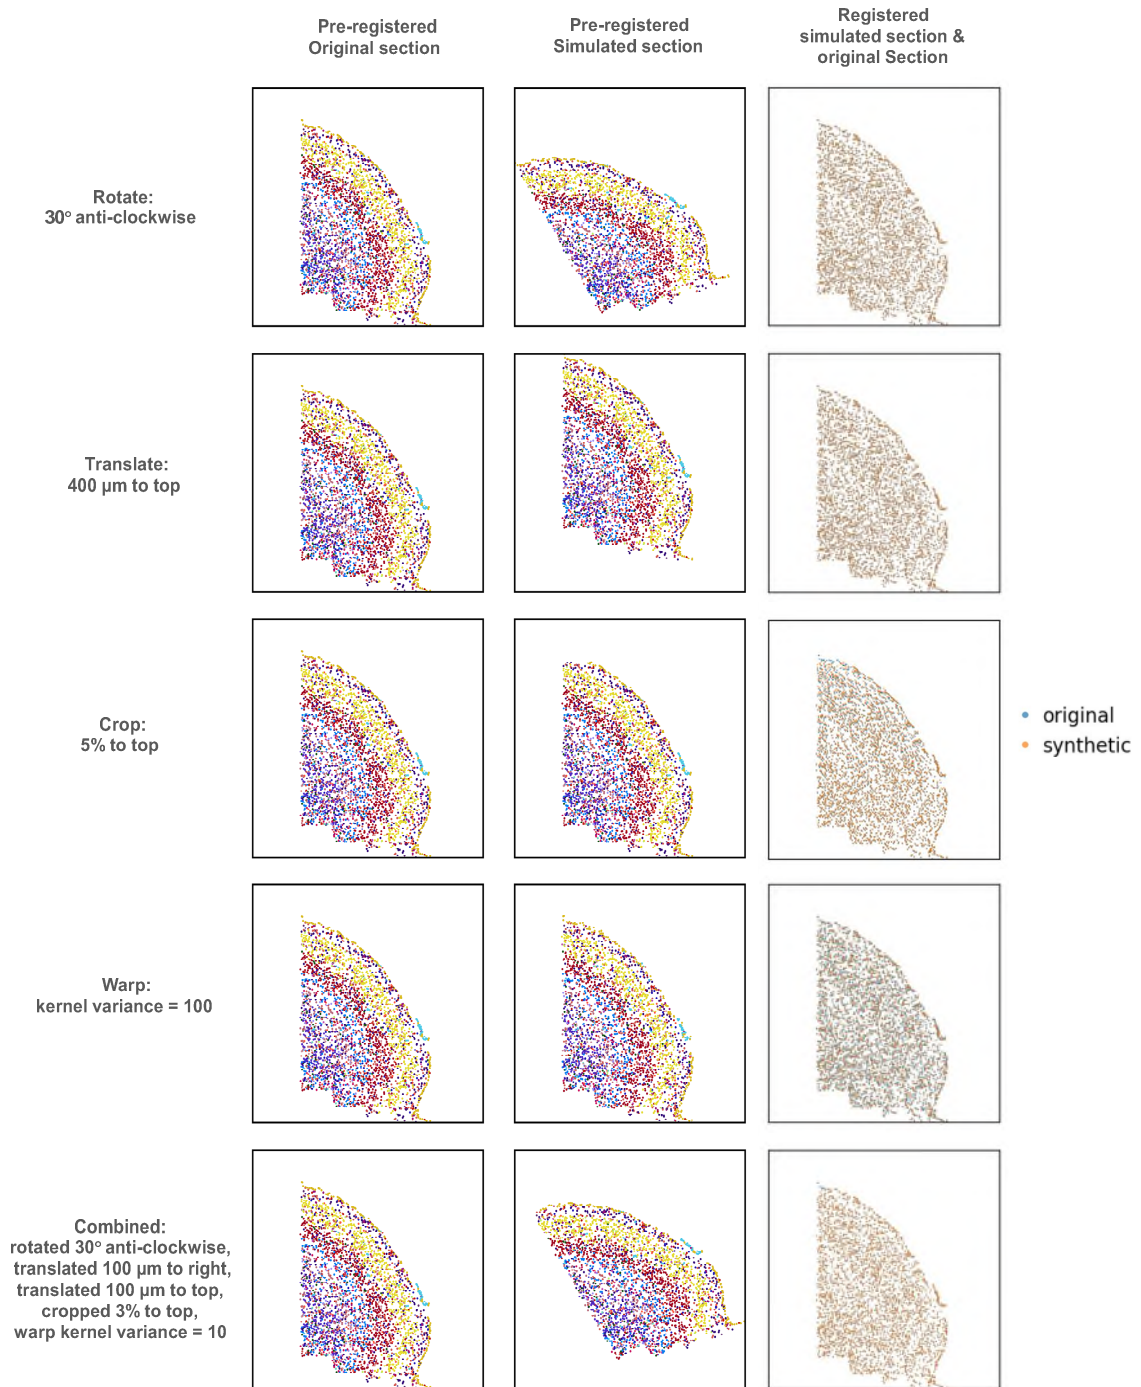 Pre-registered
Original section
Pre-registered
Simulated section
Registered
simulated section &
original Section
Rotate:
30° anti-clockwise
Translate:
400 µm to top
Crop:
5% to top
original
synthetic
Warp:
kernel variance = 100
Combined:
rotated 30° anti-clockwise,
translated 100 µm to right,
translated 100 µm to top,
cropped 3% to top,
warp kernel variance = 10